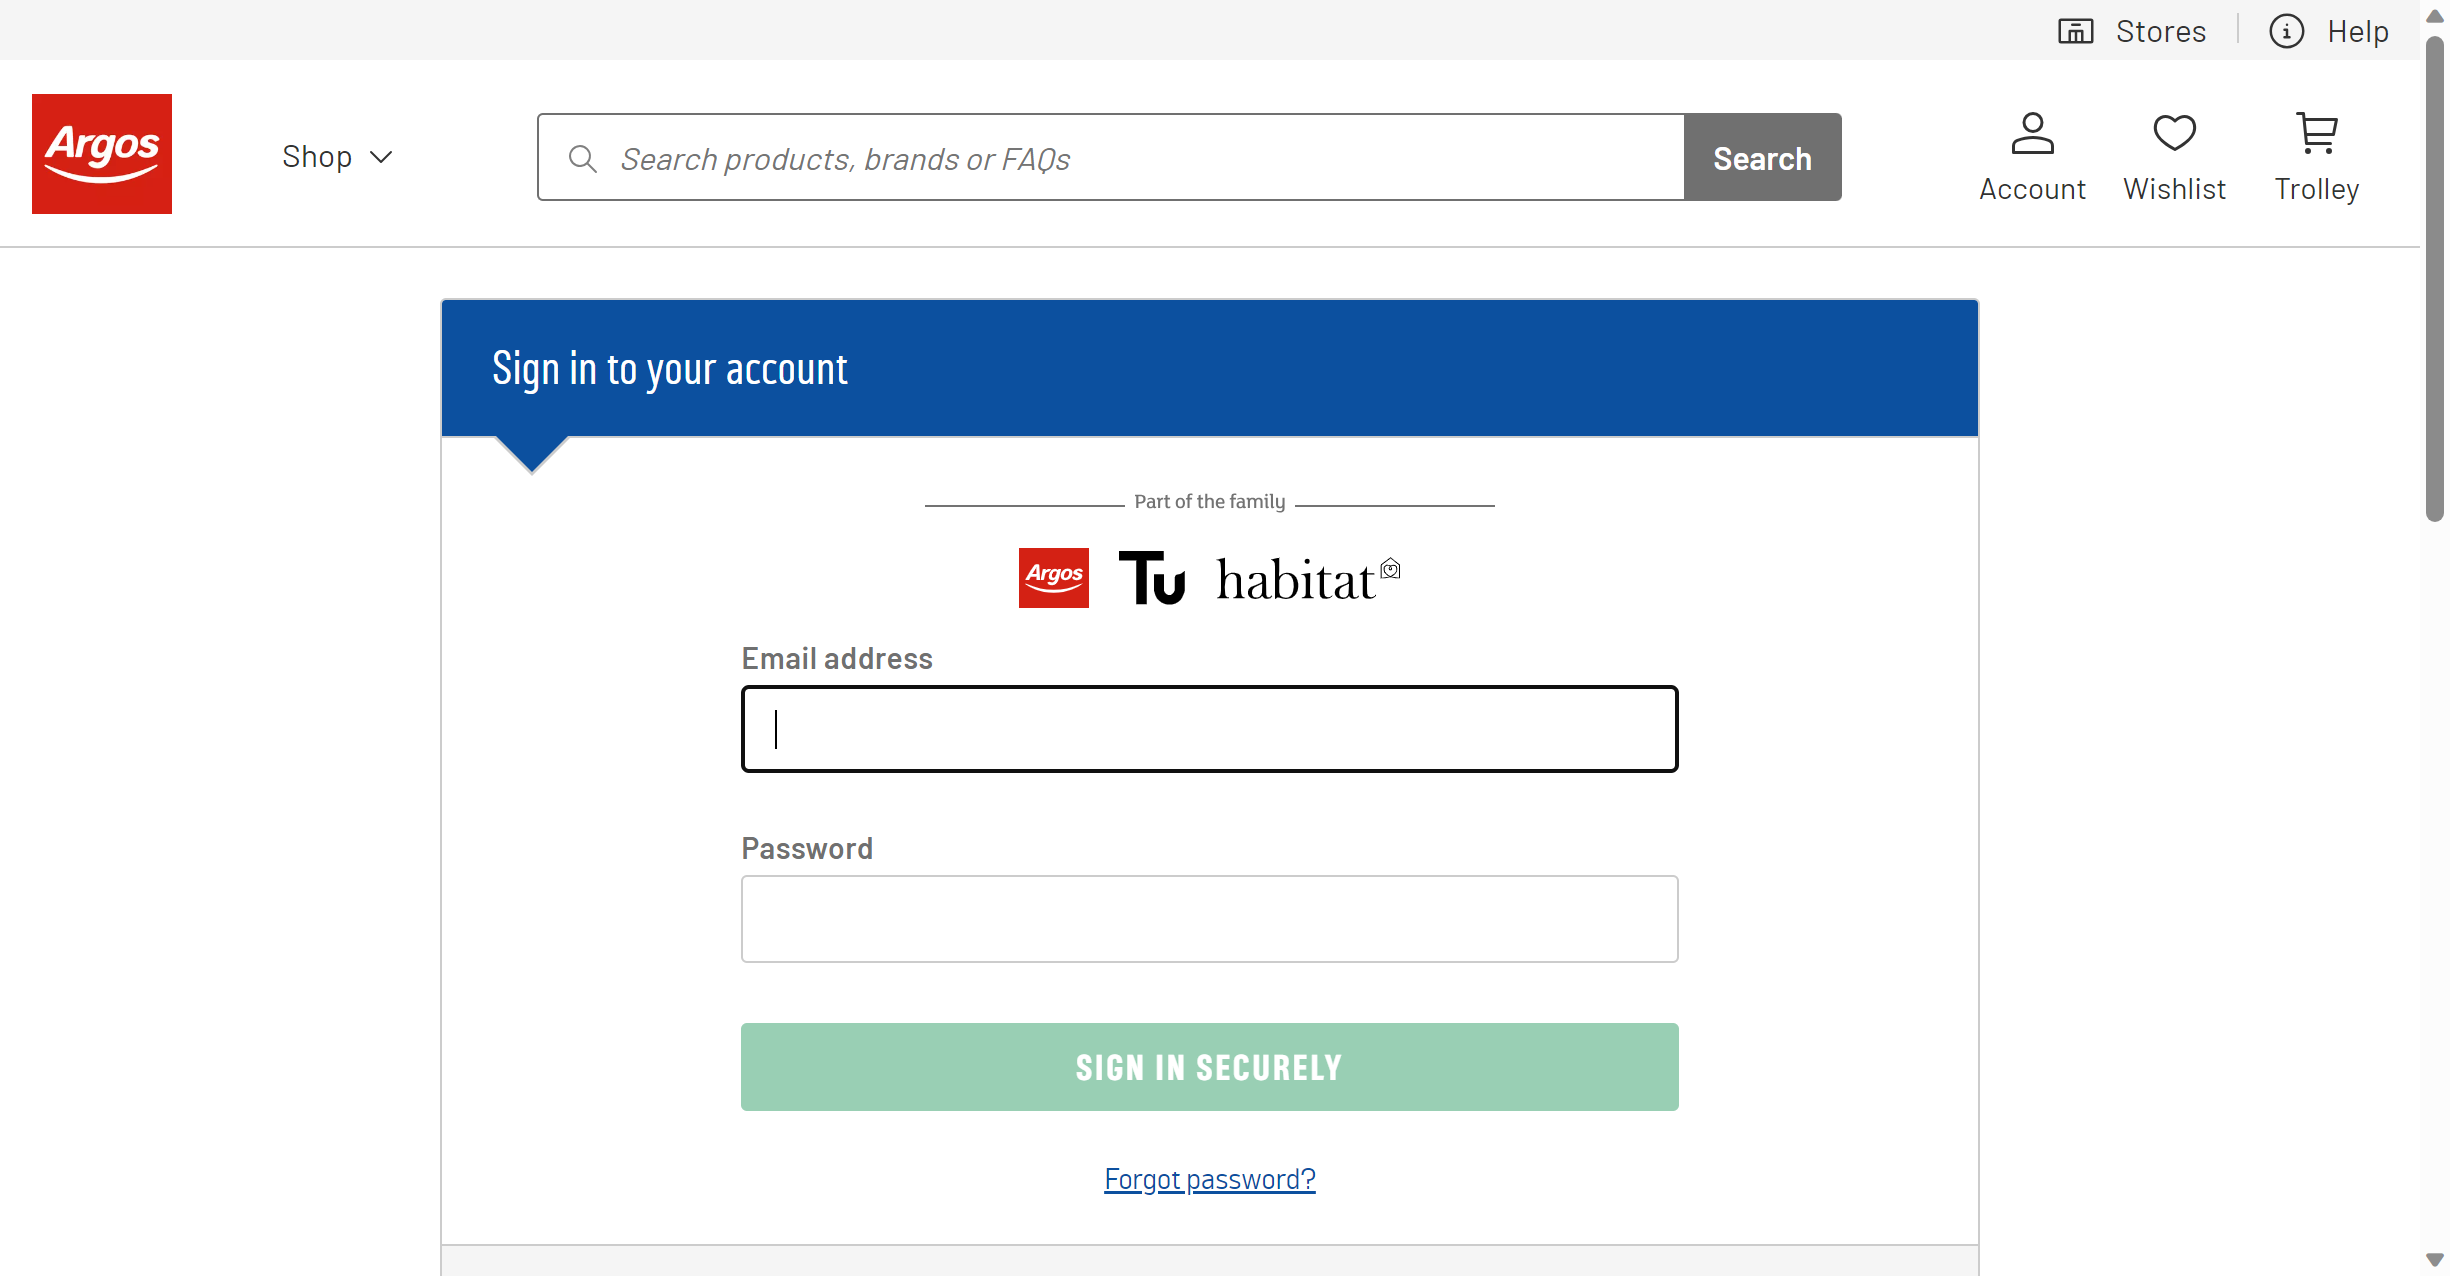 Stores
Help
Argos
Shop
Search products, brands or FAQs
Search
Account
Wishlist
Trolley
Sign in to your account
Part of the family
Argos
Tu
habitat
Email address
Password
SIGN IN SECURELY
Forgot password?